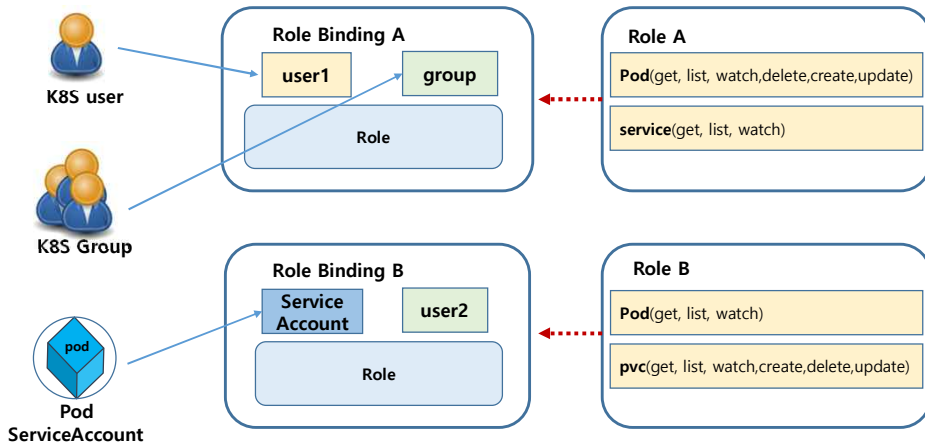 K8S user
K8S Group
pod
Pod
ServiceAccount
Role Binding A
user1
group
Role
Role Binding B
Service
Account
user2
Role
Role A
Pod(get, list, watch,delete,create,update)
service(get, list, watch)
Role B
Pod(get, list, watch)
pvc(get, list, watch,create,delete,update)